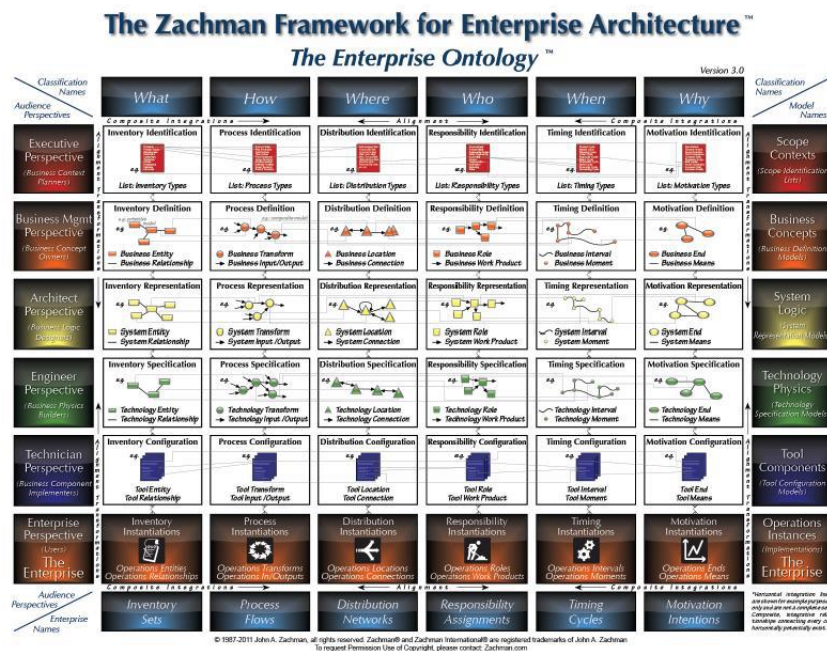 The Zachman Framework for Enterprise Architecture ™
The Enterprise Ontology ™
Version 3.0
Classification Names
Audience Perspectives
What
How
Where
Who
When
Why
Classification Names
Model Names
Composite Integrations
Alignment
Composite Integrations
Alignment
Transformations
Executive Perspective
(Business Context Planners)
Inventory Identification
e.g.
List: Inventory Types
Process Identification
e.g.
List: Process Types
Distribution Identification
e.g.
List: Distribution Types
Responsibility Identification
e.g.
List: Responsibility Types
Timing Identification
e.g.
List: Timing Types
Motivation Identification
e.g.
List: Motivation Types
Scope Contexts
(Scope Identification Lists)
Business Mgmt Perspective
(Business Concept Owners)
Inventory Definition
Business Entity
Business Relationship
Process Definition
Business Transform
Business Input/Output
Distribution Definition
e.g.
Business Location
Business Connection
Responsibility Definition
e.g.
Business Role
Business Work Product
Timing Definition
e.g.
Business Interval
Business Moment
Motivation Definition
e.g.
Business End
Business Means
Business Concepts
(Business Definition Models)
Architect Perspective
(Business Logic Designers)
Inventory Representation
e.g.
System Entity
System Relationship
Process Representation
e.g.
System Transform
System Input /Output
Distribution Representation
e.g.
System Location
System Connection
Responsibility Representation
e.g.
System Role
System Work Product
Timing Representation
e.g.
System Interval
System Moment
Motivation Representation
e.g.
System End
System Means
System Logic
(System Representation Models)
Engineer Perspective
(Business Physics Builders)
Inventory Specification
e.g.
Technology Entity
Technology Relationship
Process Specification
e.g.
Technology Transform
Technology Input /Output
Distribution Specification
e.g.
Technology Location
Technology Connection
Responsibility Specification
e.g.
Technology Role
Technology Work Product
Timing Specification
e.g.
Technology Interval
Technology Moment
Motivation Specification
e.g.
Technology End
Technology Means
Technology Physics
(Technology Specification Models)
Technician Perspective
(Business Component Implementers)
Inventory Configuration
e.g.
Tool Entity
Tool Relationship
Process Configuration
e.g.
Tool Transform
Tool Input /Output
Distribution Configuration
e.g.
Tool Location
Tool Connection
Responsibility Configuration
e.g.
Tool Role
Tool Work Product
Timing Configuration
e.g.
Tool Interval
Tool Moment
Motivation Configuration
e.g.
Tool End
Tool Means
Tool Components
(Tool Configuration Models)
Enterprise Perspective
(Users)
The Enterprise
Inventory Instantiations
Operations Entities
Operations Relationships
Process Instantiations
Operations Transforms
Operations In/Outputs
Distribution Instantiations
Operations Locations
Operations Connections
Responsibility Instantiations
Operations Roles
Operations Work Products
Timing Instantiations
Operations Intervals
Operations Moments
Motivation Instantiations
Operations Ends
Operations Means
Operations Instances
(Implementations)
The Enterprise
Composite Integrations
Alignment
Composite Integrations
Audience Perspectives
Enterprise Names
Inventory Sets
Process Flows
Distribution Networks
Responsibility Assignments
Timing Cycles
Motivation Intentions
© 1987-2011 John A. Zachman, all rights reserved. Zachman® and Zachman International® are registered trademarks of John A. Zachman
To request Permission Use of Copyright, please contact: Zachman.com